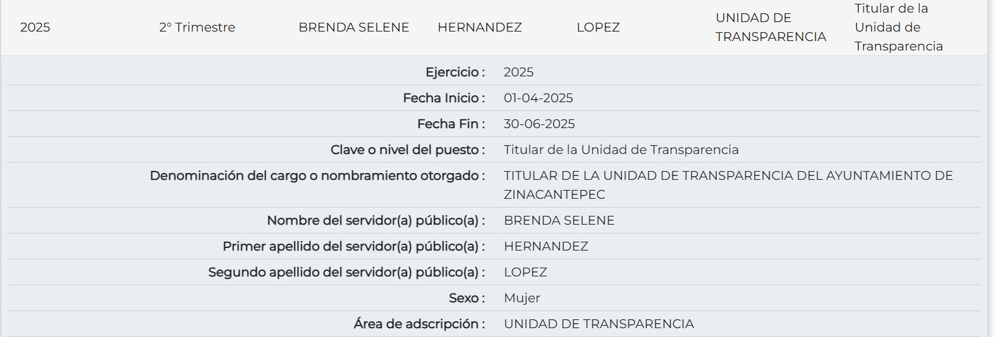 2025 2° Trimestre BRENDA SELENE HERNANDEZ LOPEZ UNIDAD DE TRANSPARENCIA Titular de la Unidad de Transparencia
Ejercicio : 2025
Fecha Inicio : 01-04-2025
Fecha Fin : 30-06-2025
Clave o nivel del puesto : Titular de la Unidad de Transparencia
Denominación del cargo o nombramiento otorgado : TITULAR DE LA UNIDAD DE TRANSPARENCIA DEL AYUNTAMIENTO DE
ZINACANTEPEC
Nombre del servidor(a) público(a) : BRENDA SELENE
Primer apellido del servidor(a) público(a) : HERNANDEZ
Segundo apellido del servidor(a) público(a) : LOPEZ
Sexo : Mujer
Área de adscripción : UNIDAD DE TRANSPARENCIA